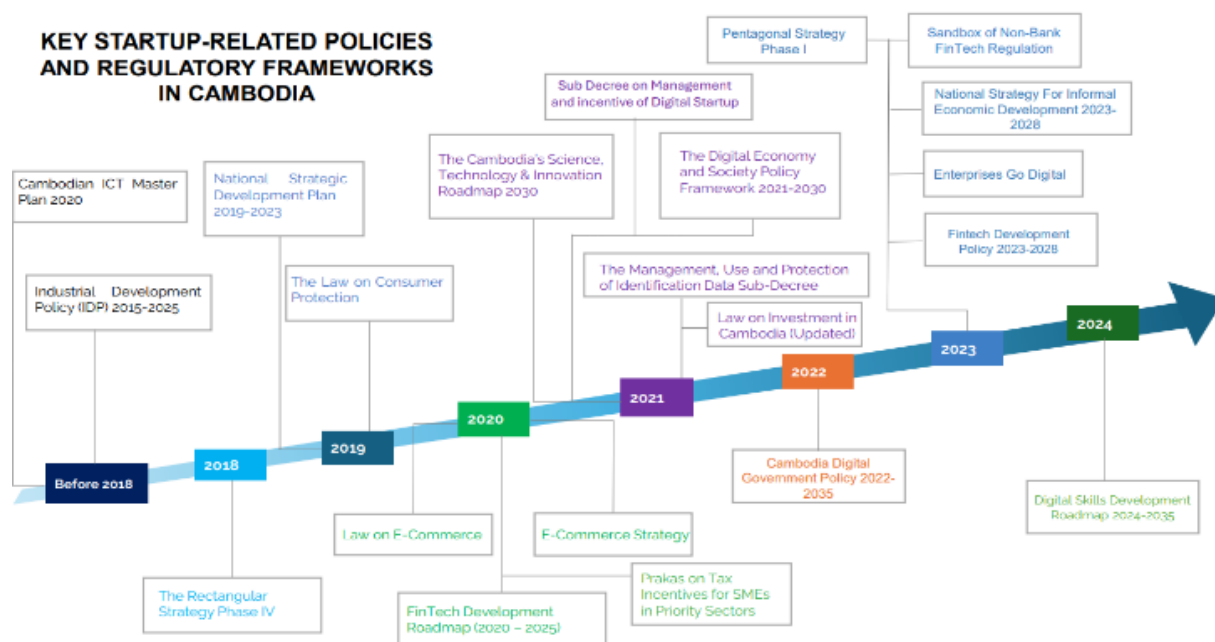 KEY STARTUP-RELATED POLICIES
AND REGULATORY FRAMEWORKS
IN CAMBODIA
Pentagonal Strategy
Phase I
Sandbox of Non-Bank
FinTech Regulation
Sub Decree on Management
and incentive of Digital Startup
National Strategy For Informal
Economic Development 2023-
2028
The Cambodia's Science,
Technology & Innovation
Roadmap 2030
The Digital Economy
and Society Policy
Framework 2021-2030
Enterprises Go Digital
Cambodian ICT Master
Plan 2020
National Strategic
Development Plan
2019-2023
Fintech Development
Policy 2023-2028
Industrial Development
Policy (IDP) 2015-2025
The Law on Consumer
Protection
The Management, Use and Protection
of Identification Data Sub-Decree
Law on Investment in
Cambodia (Updated)
Before 2018
2018
2019
2020
2021
2022
2023
2024
Cambodia Digital
Government Policy 2022-
2035
Digital Skills Development
Roadmap 2024-2035
Law on E-Commerce
E-Commerce Strategy
The Rectangular
Strategy Phase IV
FinTech Development
Roadmap (2020 – 2025)
Prakas on Tax
Incentives for SMEs
in Priority Sectors